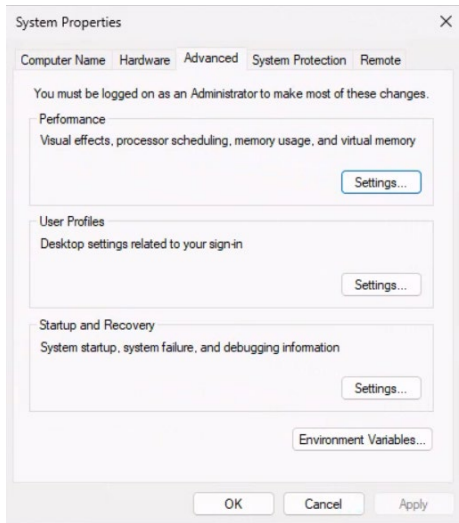 System Properties
Computer Name Hardware Advanced System Protection Remote
You must be logged on as an Administrator to make most of these changes.
Performance
Visual effects, processor scheduling, memory usage, and virtual memory
Settings...
User Profiles
Desktop settings related to your sign-in
Settings...
Startup and Recovery
System startup, system failure, and debugging information
Settings...
Environment Variables...
OK Cancel Apply